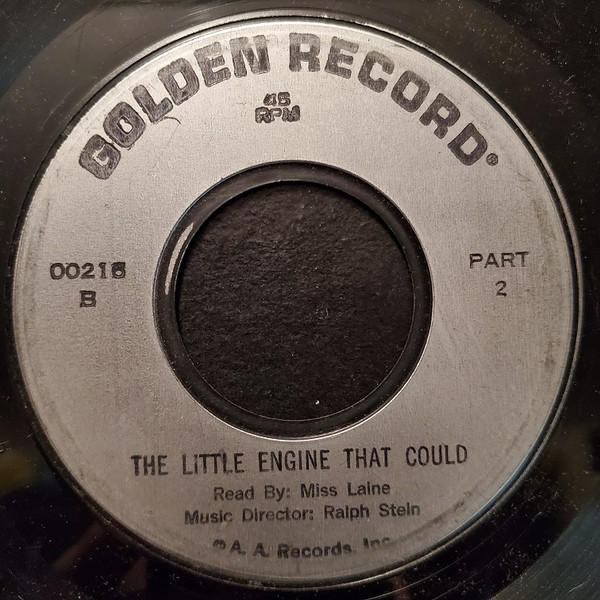 GOLDEN RECORD®
45
RPM
00216
B
PART
2
THE LITTLE ENGINE THAT COULD
Read By: Miss Laine
Music Director: Ralph Stein
A. A. Records, Inc.